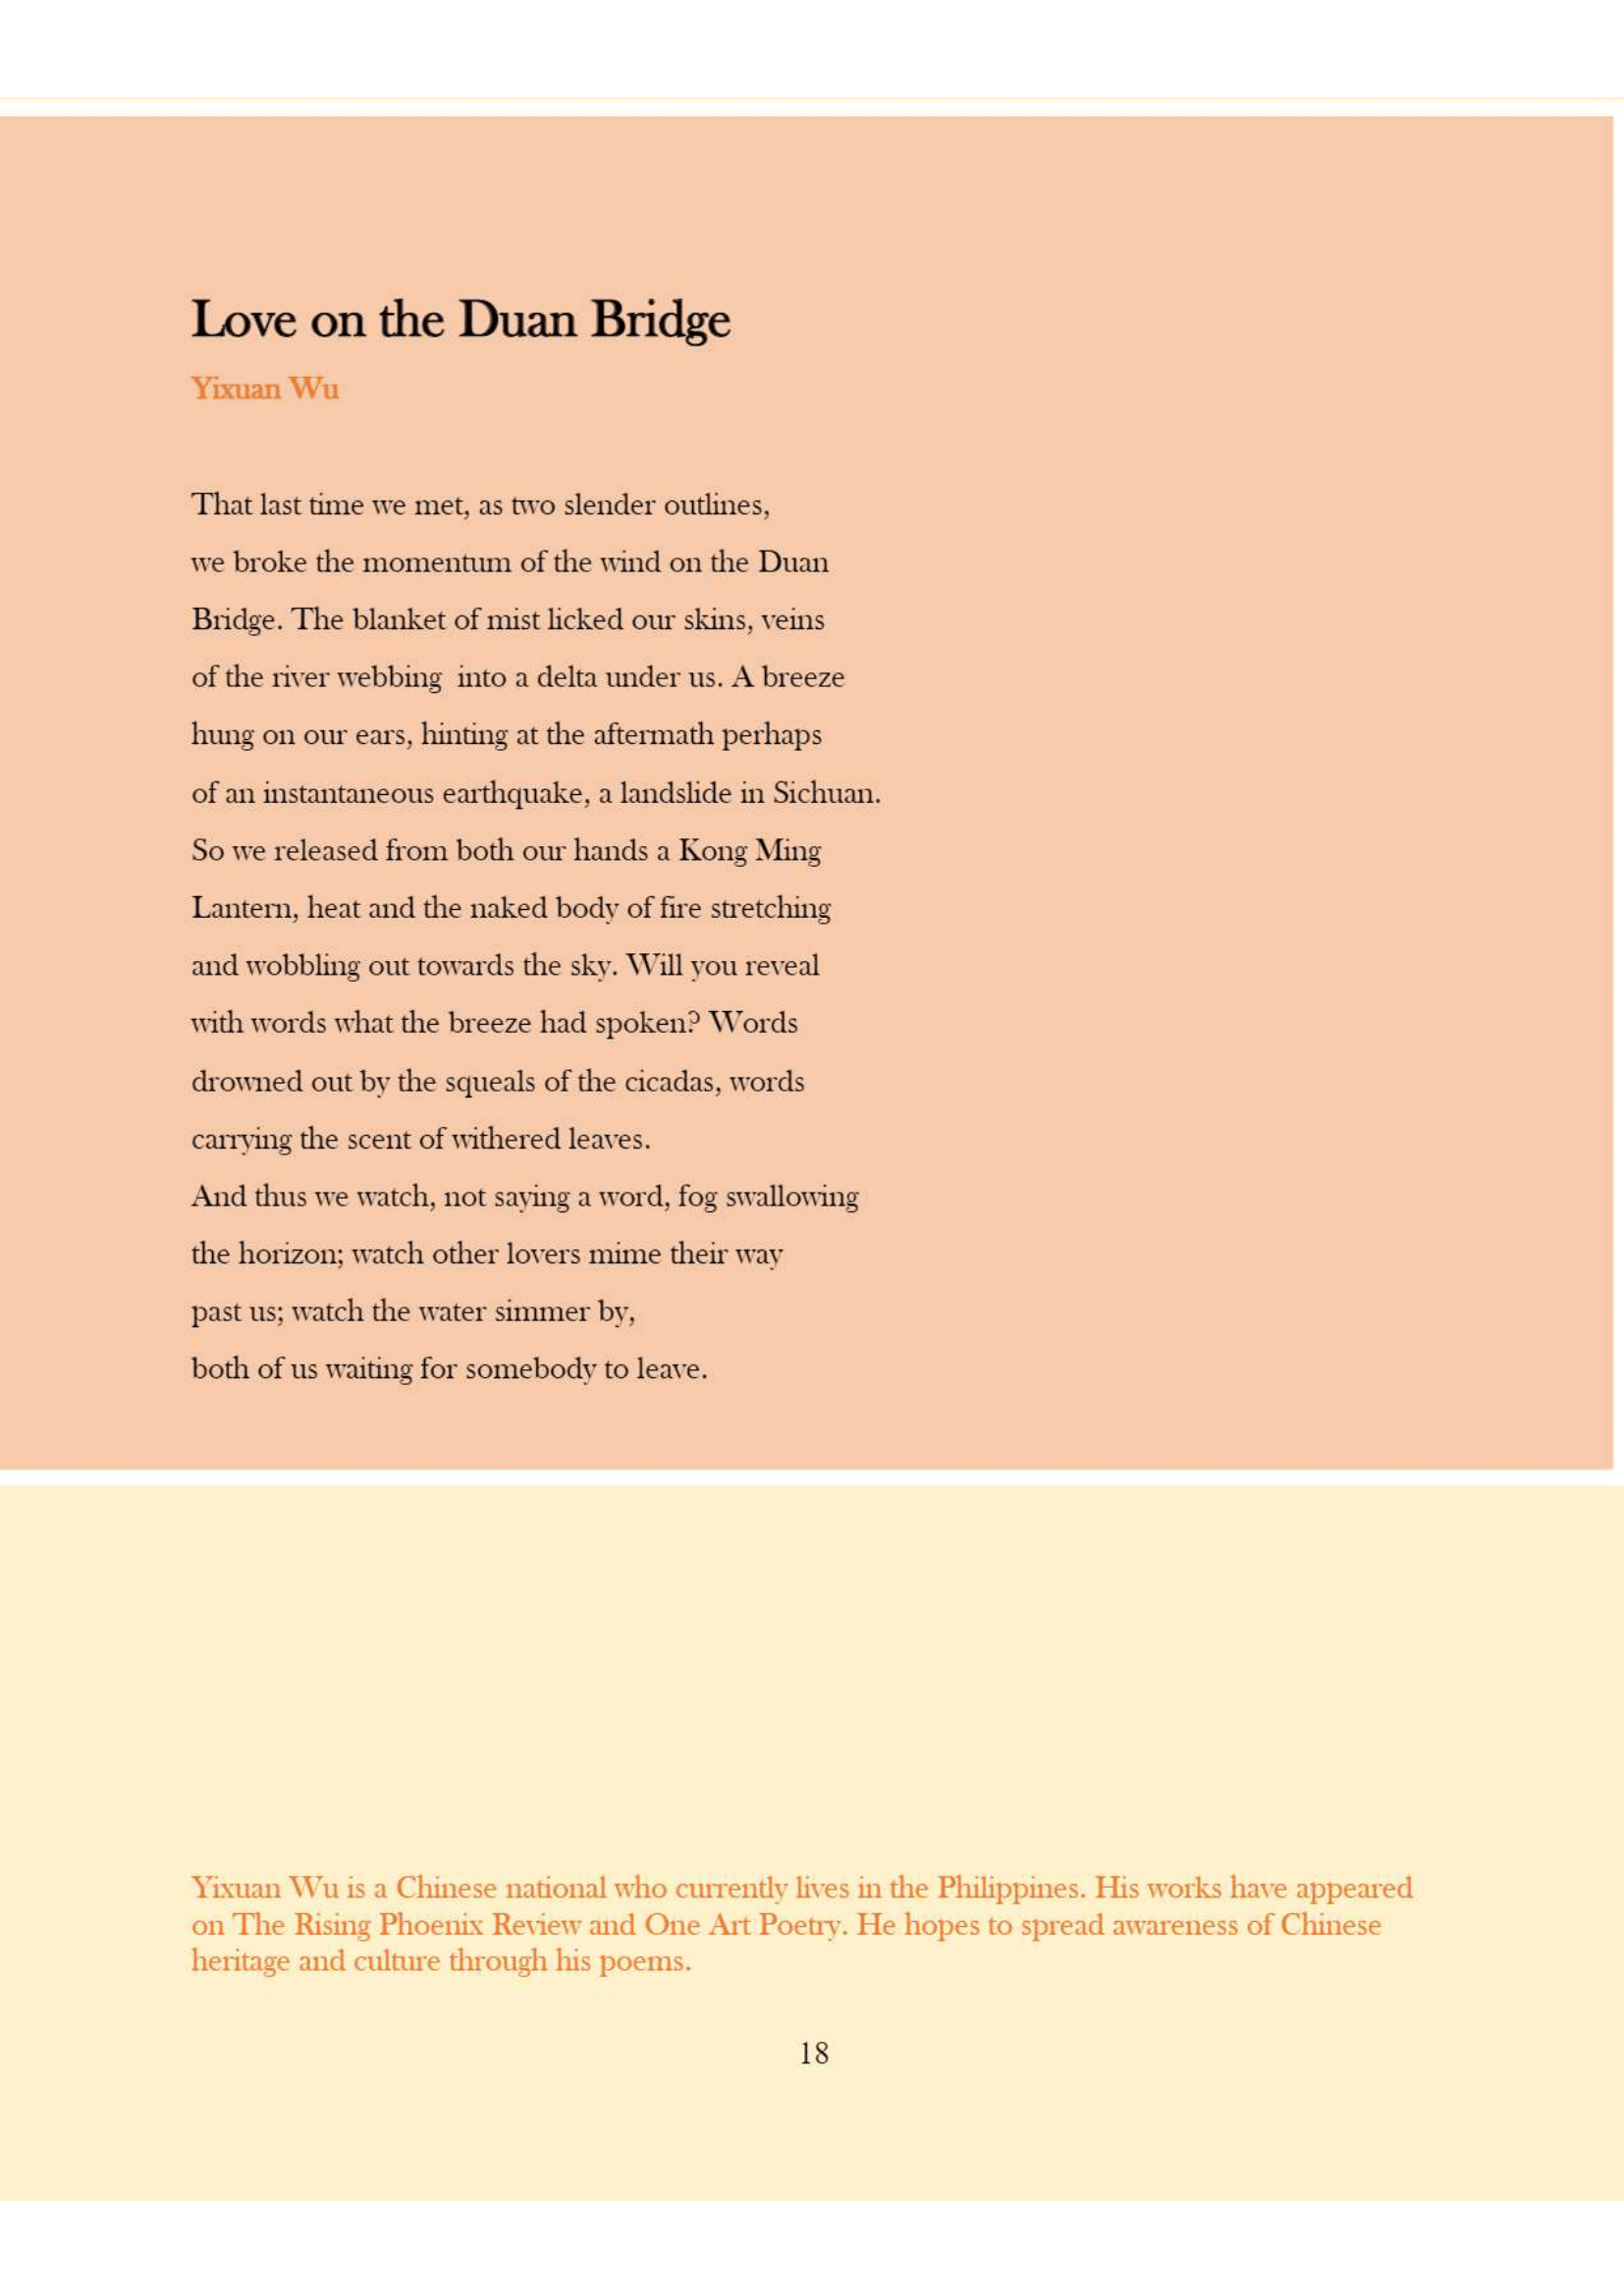 Love on the Duan Bridge
Yixuan Wu
That last time we met, as two slender outlines,
we broke the momentum of the wind on the Duan
Bridge. The blanket of mist licked our skins, veins
of the river webbing into a delta under us. A breeze
hung on our ears, hinting at the aftermath perhaps
of an instantaneous earthquake, a landslide in Sichuan.
So we released from both our hands a Kong Ming
Lantern, heat and the naked body of fire stretching
and wobbling out towards the sky. Will you reveal
with words what the breeze had spoken? Words
drowned out by the squeals of the cicadas, words
carrying the scent of withered leaves.
And thus we watch, not saying a word, fog swallowing
the horizon; watch other lovers mime their way
past us; watch the water simmer by,
both of us waiting for somebody to leave.
Yixuan Wu is a Chinese national who currently lives in the Philippines. His works have appeared
on The Rising Phoenix Review and One Art Poetry. He hopes to spread awareness of Chinese
heritage and culture through his poems.
18